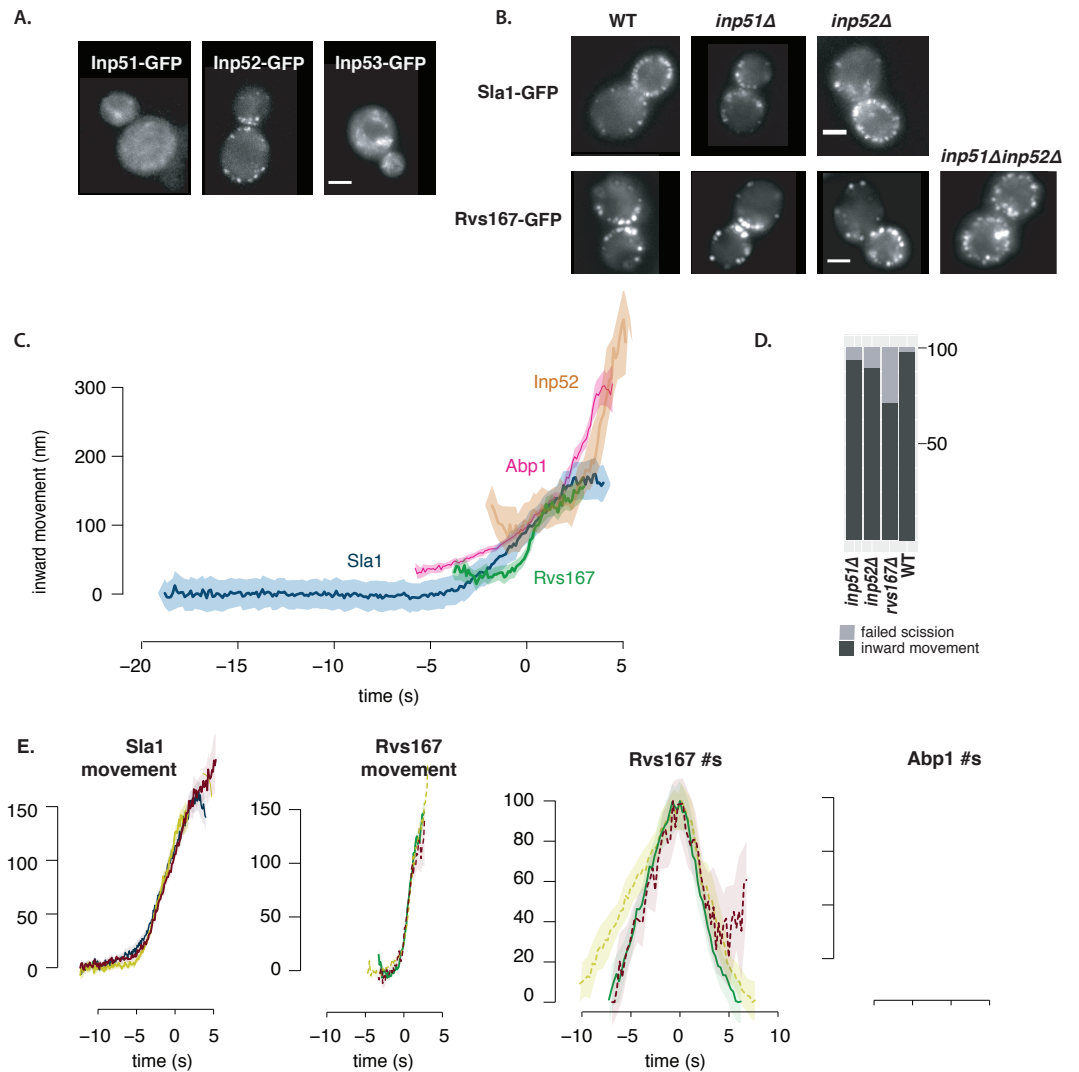 A.
Inp51-GFP Inp52-GFP Inp53-GFP
B.
WT inp51Δ inp52Δ
Sla1-GFP
inp51Δinp52Δ
Rvs167-GFP
C.
300
200
100
0
inward movement (nm)
Inp52
Abp1
Sla1
Rvs167
−20 −15 −10 −5 0 5
time (s)
D.
100
50
inp51Δ
inp52Δ
rvs167Δ
WT
failed scission
inward movement
E.
Sla1
movement
150
100
50
0
−10 −5 0 5
time (s)
Rvs167
movement
150
100
50
0
−10 −5 0 5
time (s)
Rvs167 #s
100
80
60
40
20
0
−10 −5 0 5 10
time (s)
Abp1 #s